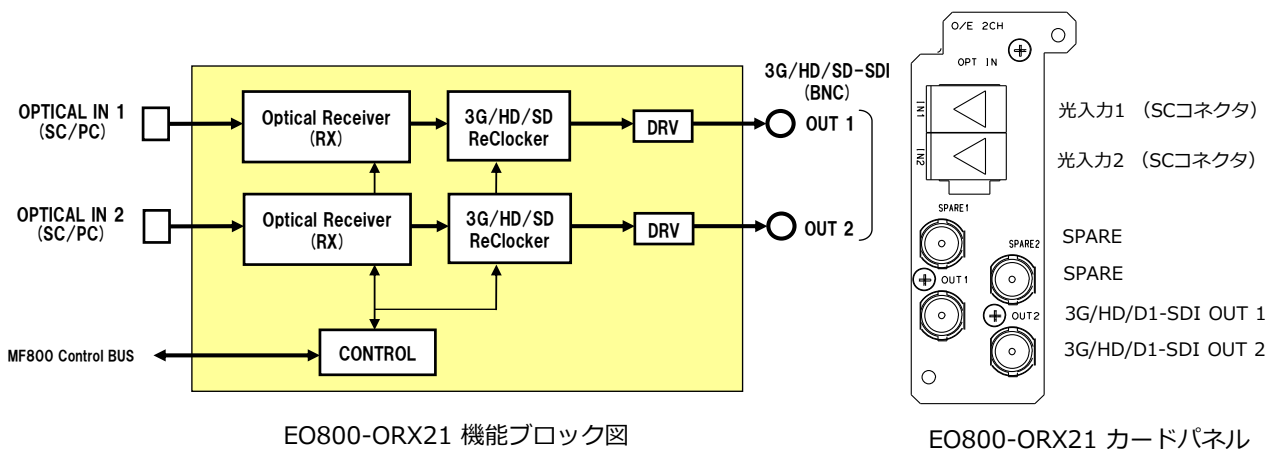 3G/HD/SD-SDI
(BNC)
OPTICAL IN 1
(SC/PC)
Optical Receiver
(RX)
3G/HD/SD
ReClocker
DRV
OUT 1
OPTICAL IN 2
(SC/PC)
Optical Receiver
(RX)
3G/HD/SD
ReClocker
DRV
OUT 2
MF800 Control BUS
CONTROL
EO800-ORX21 機能ブロック図
O/E 2CH
OPT IN
IN1
光入力1 （SCコネクタ）
IN2
光入力2 （SCコネクタ）
SPARE1
SPARE
SPARE2
SPARE
OUT1
3G/HD/D1-SDI OUT 1
OUT2
3G/HD/D1-SDI OUT 2
EO800-ORX21 カードパネル